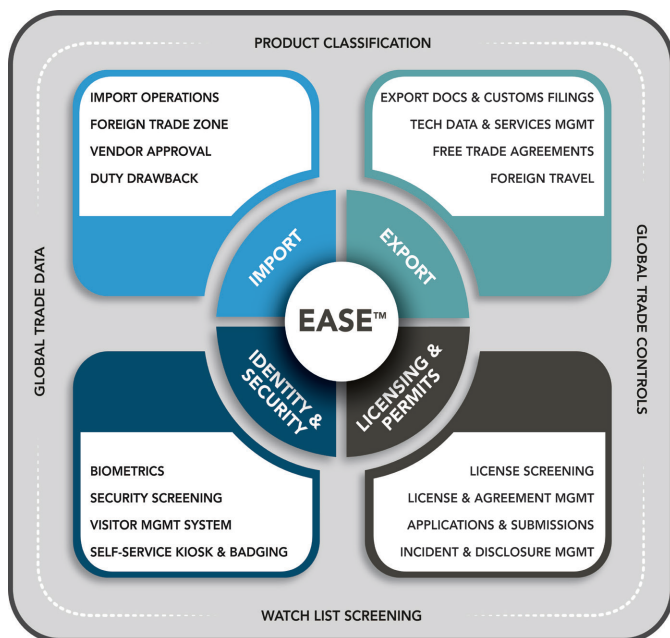 PRODUCT CLASSIFICATION
IMPORT OPERATIONS
FOREIGN TRADE ZONE
VENDOR APPROVAL
DUTY DRAWBACK
EXPORT DOCS & CUSTOMS FILINGS
TECH DATA & SERVICES MGMT
FREE TRADE AGREEMENTS
FOREIGN TRAVEL
GLOBAL TRADE DATA
IMPORT
EXPORT
GLOBAL TRADE CONTROLS
EASE™
IDENTITY &
SECURITY
LICENSING &
PERMITS
BIOMETRICS
SECURITY SCREENING
VISITOR MGMT SYSTEM
SELF-SERVICE KIOSK & BADGING
LICENSE SCREENING
LICENSE & AGREEMENT MGMT
APPLICATIONS & SUBMISSIONS
INCIDENT & DISCLOSURE MGMT
WATCH LIST SCREENING